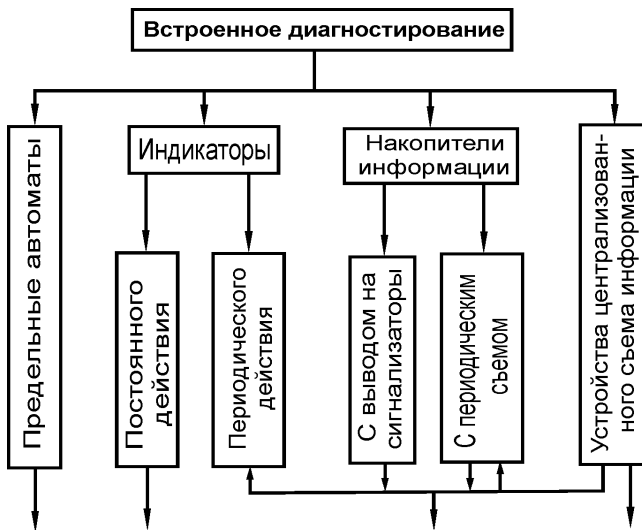 Встроенное диагностирование
Предельные автоматы
Индикаторы
Накопители
информации
Устройства централизован-
ного съема информации
Постоянного
действия
Периодического
действия
С выводом на
сигнализаторы
С периодическим
съемом